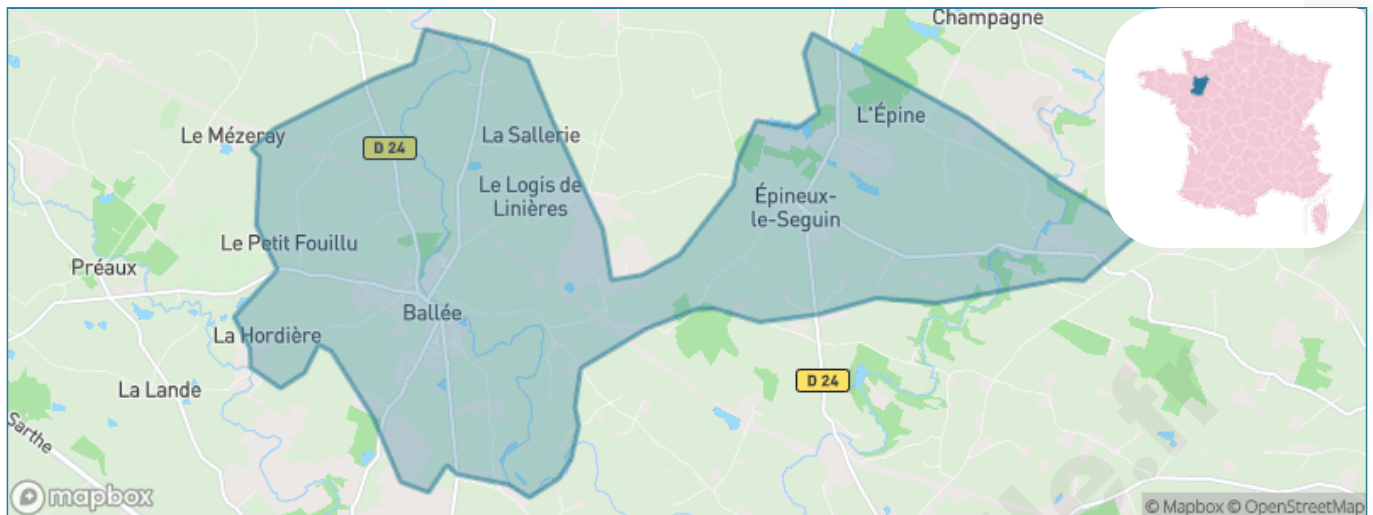 Champagne
L'Épine
Le Mézeray
D 24
La Sallerie
Le Logis de
Linières
Épineux-
le-Seguin
Le Petit Fouillu
Préaux
Ballée
La Hordière
La Lande
D 24
Sarthe
mapbox
© Mapbox © OpenStreetMap